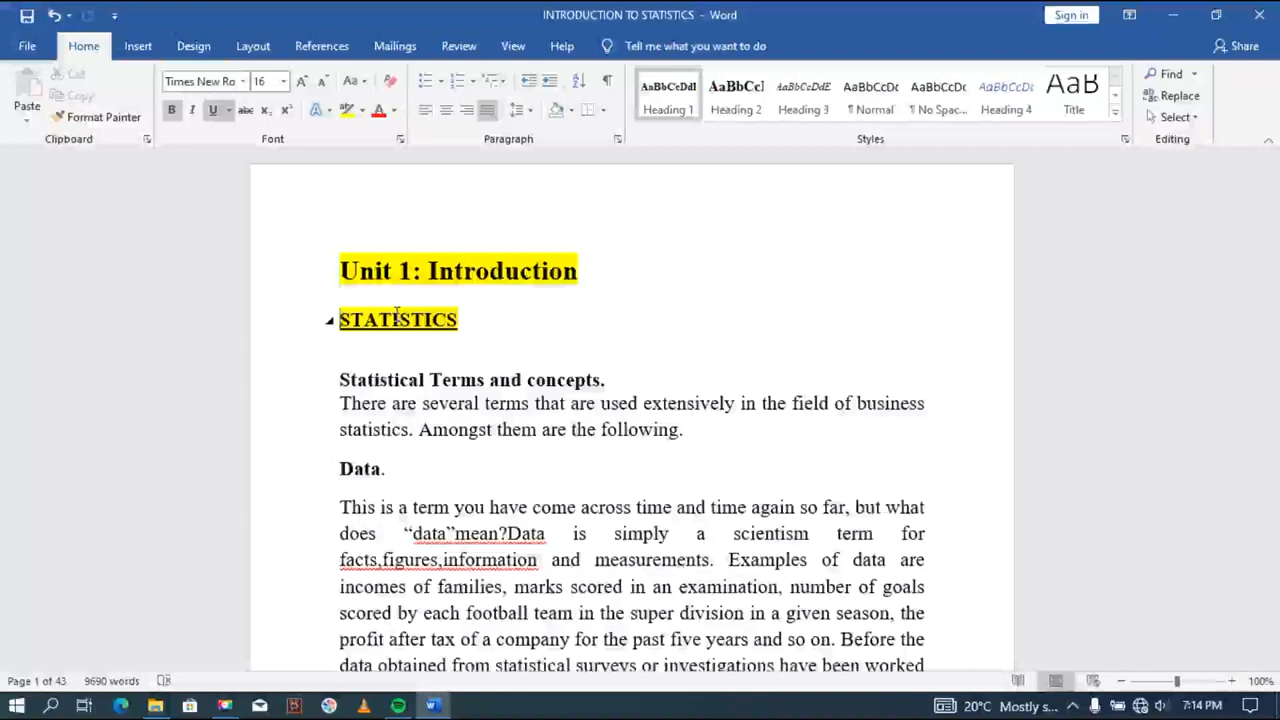 INTRODUCTION TO STATISTICS - Word
Sign in
File Home Insert Design Layout References Mailings Review View Help Tell me what you want to do Share
Paste
Cut
Copy
Format Painter
Clipboard
Times New Ro 16
Font
Paragraph
AaBbCcDdI Heading 1
AaBbCcI Heading 2
AaBbCcDdE Heading 3
AaBbCcDc ¶ Normal
AaBbCcDc ¶ No Spac...
AaBbCcDc Heading 4
AaB Title
Styles
Find
Replace
Select
Editing
Unit 1: Introduction
STATISTICS
Statistical Terms and concepts.
There are several terms that are used extensively in the field of business
statistics. Amongst them are the following.
Data.
This is a term you have come across time and time again so far, but what
does “data”mean?Data is simply a scientism term for
facts,figures,information and measurements. Examples of data are
incomes of families, marks scored in an examination, number of goals
scored by each football team in the super division in a given season, the
profit after tax of a company for the past five years and so on. Before the
data obtained from statistical surveys or investigations have been worked
Page 1 of 43 9690 words 100%
20°C Mostly s... 7:14 PM